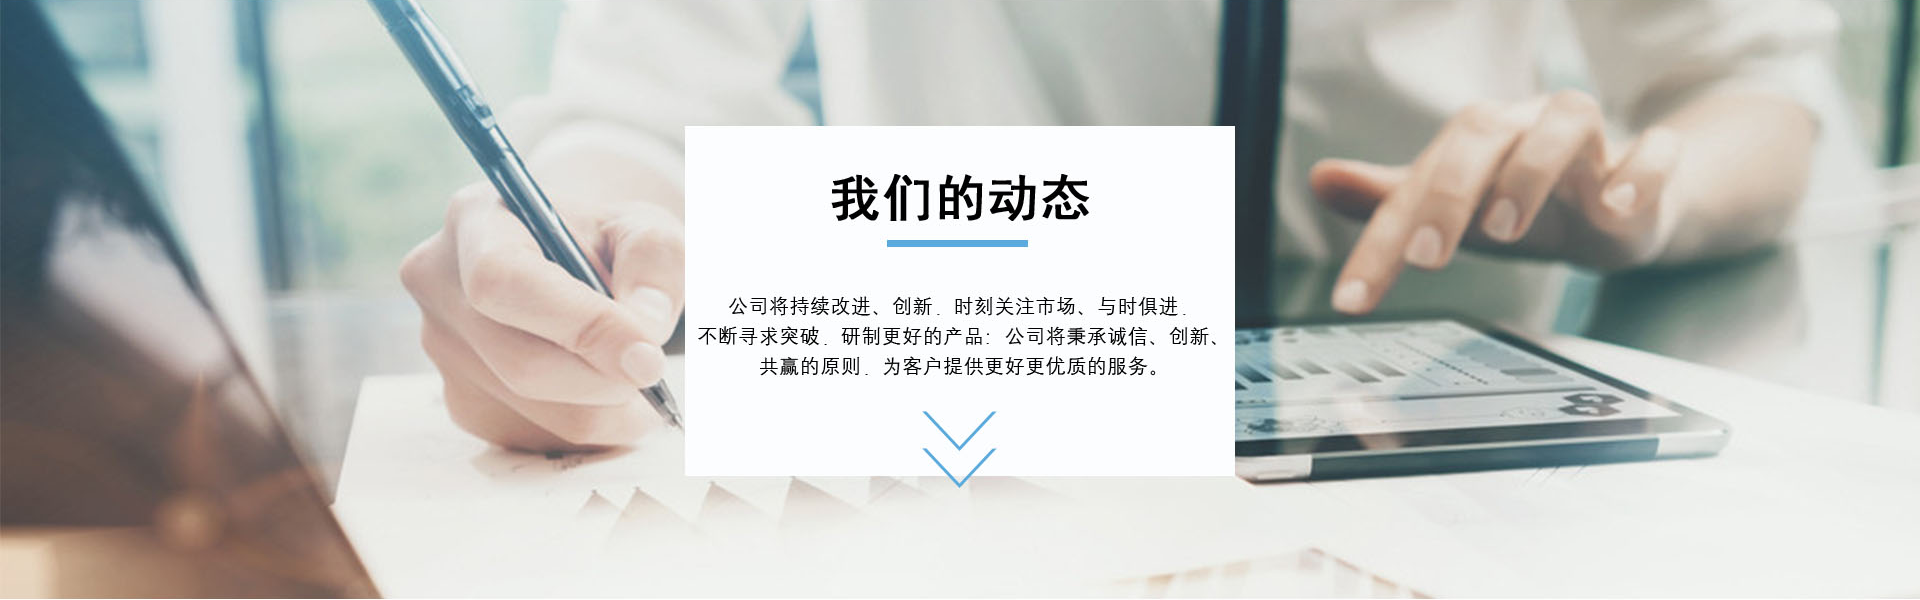 我们的动态
公司将持续改进、创新．时刻关注市场、与时俱进．
不断寻求突破．研制更好的产品：公司将秉承诚信、创新、
共赢的原则．为客户提供更好更优质的服务。